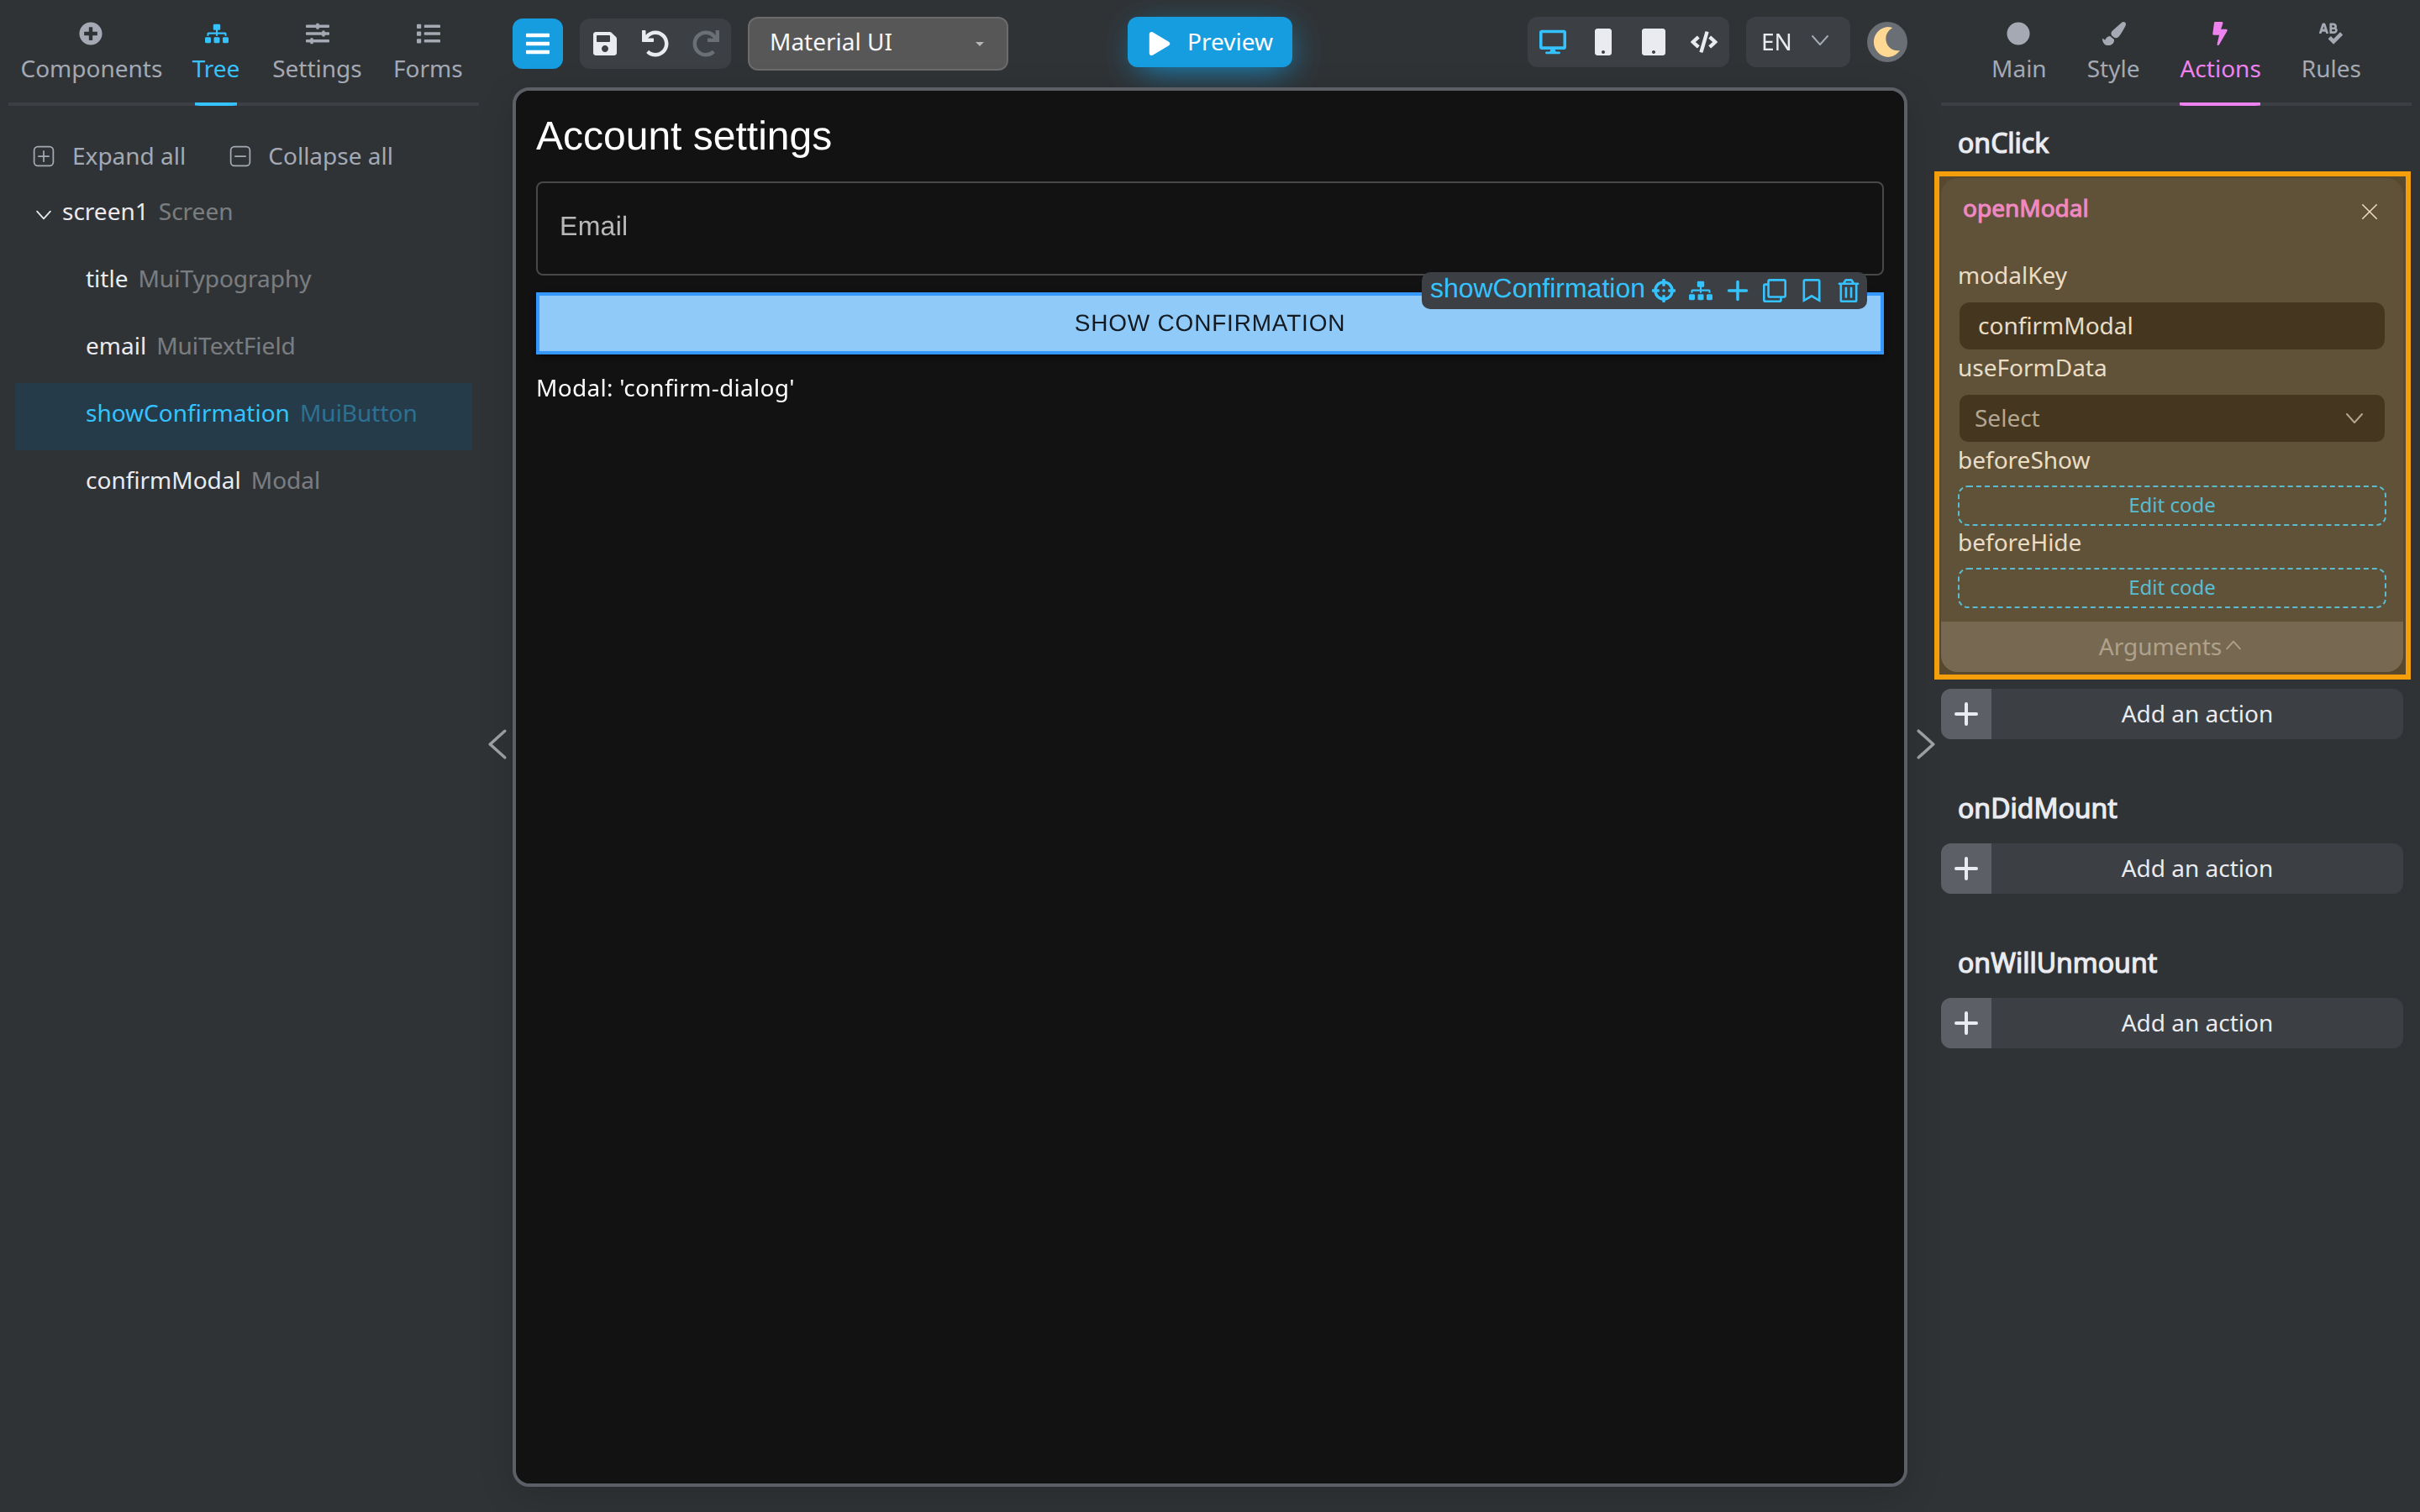 Components
Tree
Settings
Forms
Material UI
Preview
EN
Main
Style
Actions
AB
Rules
Expand all
Collapse all
screen1 Screen
title MuiTypography
email MuiTextField
showConfirmation MuiButton
confirmModal Modal
Account settings
Email
showConfirmation
SHOW CONFIRMATION
Modal: 'confirm-dialog'
onClick
openModal
modalKey
confirmModal
useFormData
Select
beforeShow
Edit code
beforeHide
Edit code
Arguments
Add an action
onDidMount
Add an action
onWillUnmount
Add an action